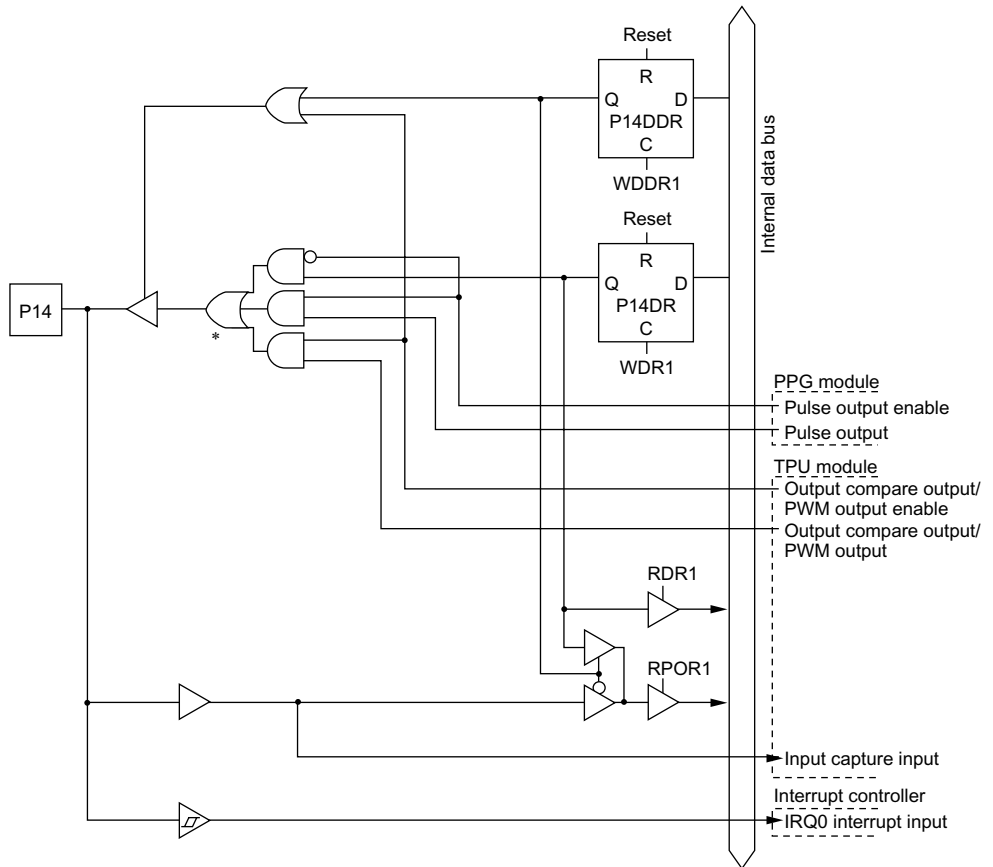 Reset
R
Q D
P14DDR
C
WDDR1
Internal data bus
Reset
R
Q D
P14DR
C
WDR1
P14
*
PPG module
Pulse output enable
Pulse output
TPU module
Output compare output/
PWM output enable
Output compare output/
PWM output
RDR1
RPOR1
Input capture input
Interrupt controller
IRQ0 interrupt input